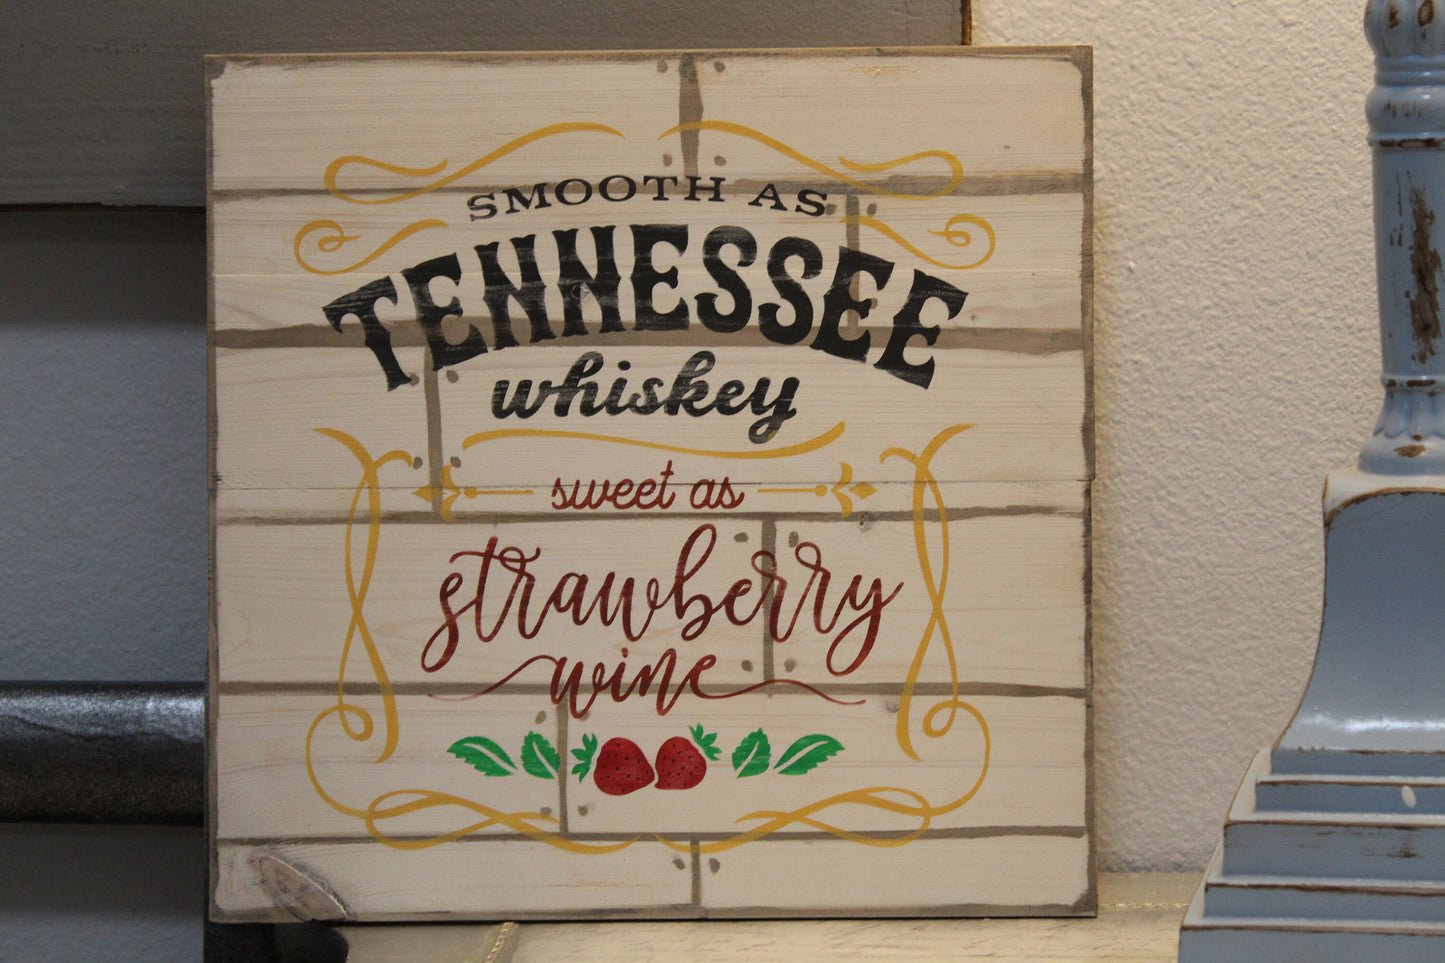 SMOOTH AS
TENNESSEE
whiskey
sweet as
strawberry
wine